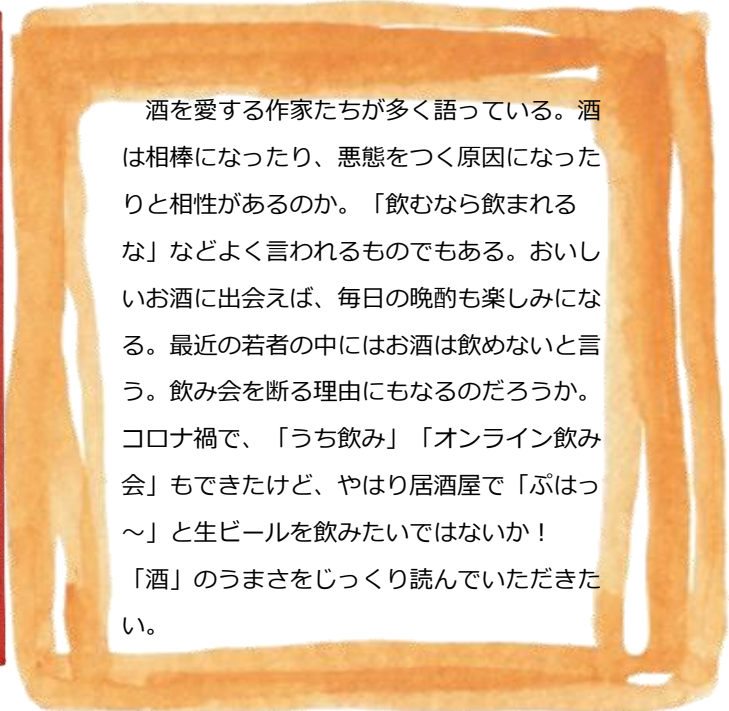 酒を愛する作家たちが多く語っている。酒
は相棒になったり、悪態をつく原因になった
りと相性があるのか。「飲むなら飲まれる
な」などよく言われるものでもある。おいし
いお酒に出会えば、毎日の晩酌も楽しみにな
る。最近の若者の中にはお酒は飲めないと言
う。飲み会を断る理由にもなるのだろうか。
コロナ禍で、「うち飲み」「オンライン飲み
会」もできたけど、やはり居酒屋で「ぷはっ
～」と生ビールを飲みたいではないか！
「酒」のうまさをじっくり読んでいただきた
い。